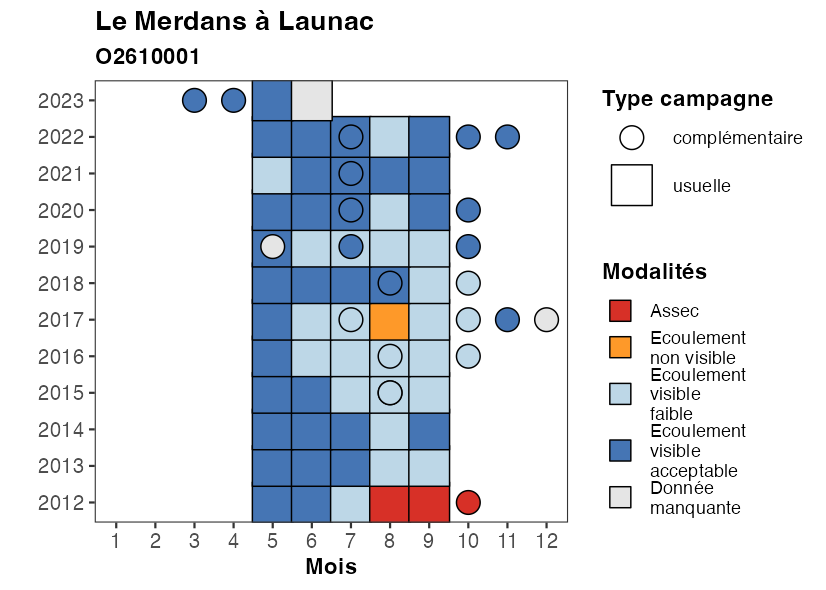 Le Merdans à Launac
O2610001
2023
2022
2021
2020
2019
2018
2017
2016
2015
2014
2013
2012
1 2 3 4 5 6 7 8 9 10 11 12
Mois
Type campagne
complémentaire
usuelle
Modalités
Assec
Ecoulement
non visible
Ecoulement
visible
faible
Ecoulement
visible
acceptable
Donnée
manquante